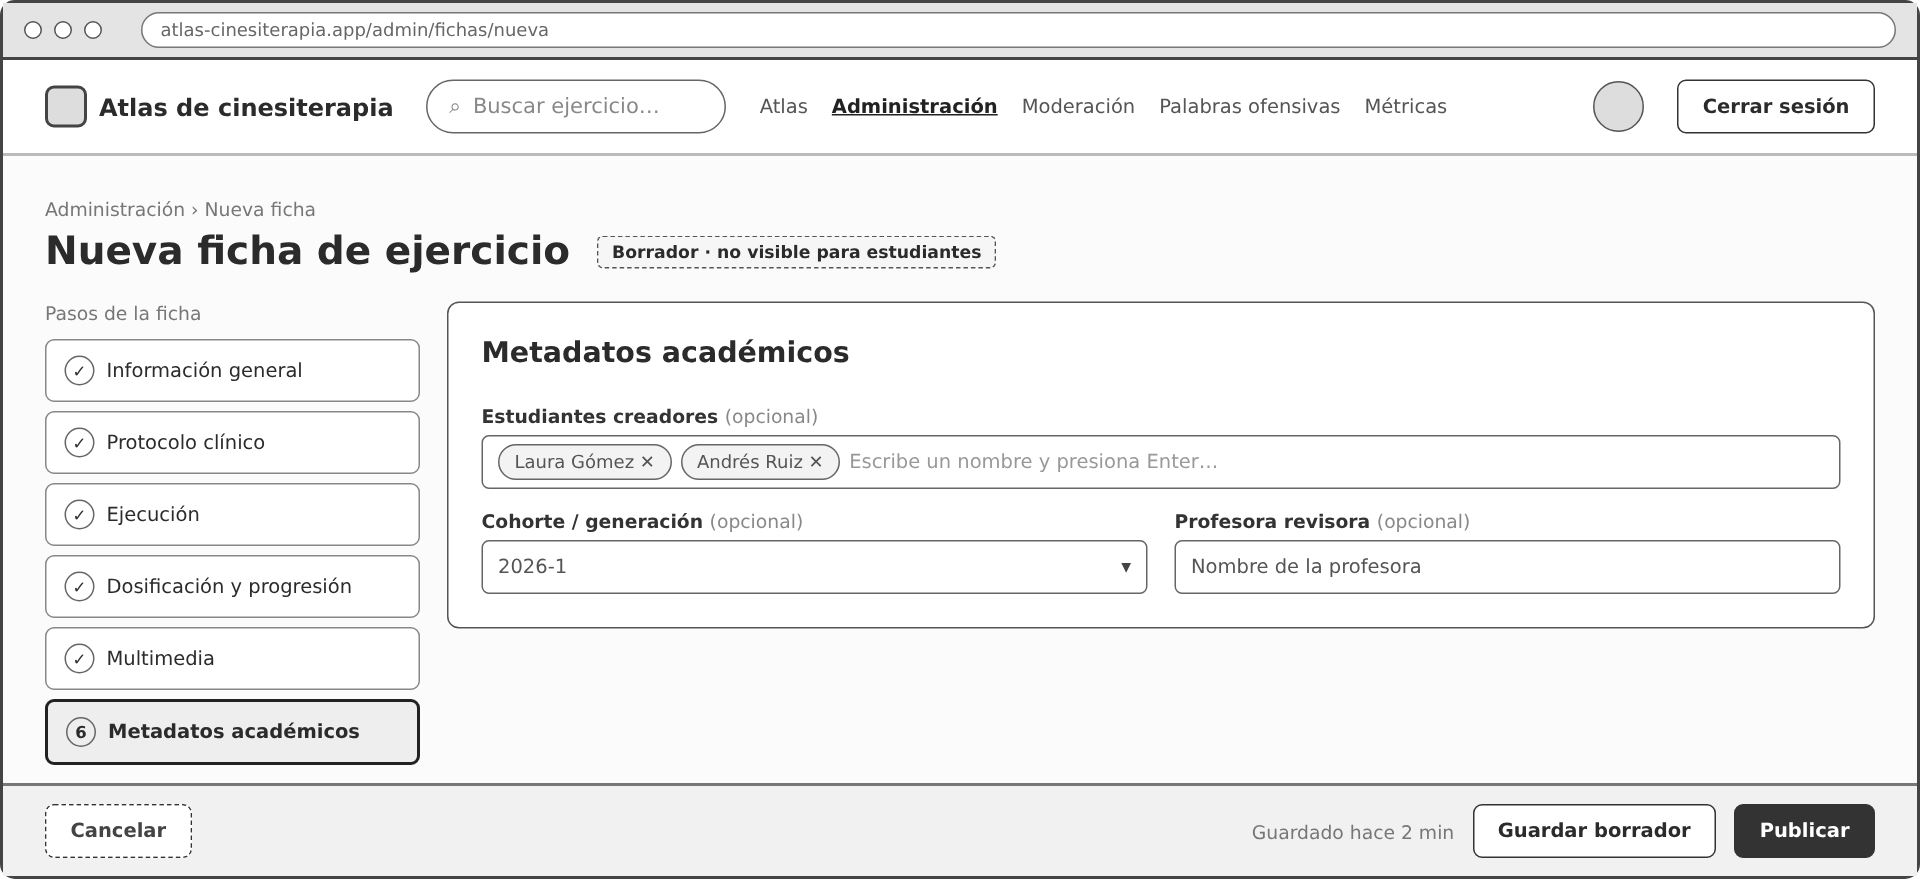 atlas-cinesiterapia.app/admin/fichas/nueva
Atlas de cinesiterapia
Buscar ejercicio...
Atlas Administración Moderación Palabras ofensivas Métricas
Cerrar sesión
Administración › Nueva ficha
Nueva ficha de ejercicio
Borrador · no visible para estudiantes
Pasos de la ficha
✓ Información general
✓ Protocolo clínico
✓ Ejecución
✓ Dosificación y progresión
✓ Multimedia
6 Metadatos académicos
Metadatos académicos
Estudiantes creadores (opcional)
Laura Gómez ✕ Andrés Ruiz ✕ Escribe un nombre y presiona Enter...
Cohorte / generación (opcional)
2026-1 ▼
Profesora revisora (opcional)
Nombre de la profesora
Cancelar
Guardado hace 2 min
Guardar borrador
Publicar